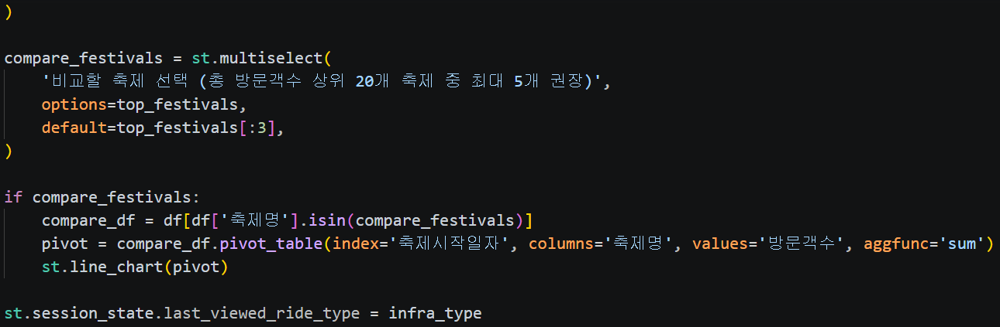 )
compare_festivals = st.multiselect(
    '비교할 축제 선택 (총 방문객수 상위 20개 축제 중 최대 5개 권장)',
    options=top_festivals,
    default=top_festivals[:3],
)
if compare_festivals:
    compare_df = df[df['축제명'].isin(compare_festivals)]
    pivot = compare_df.pivot_table(index='축제시작일자', columns='축제명', values='방문객수', aggfunc='sum')
    st.line_chart(pivot)
st.session_state.last_viewed_ride_type = infra_type